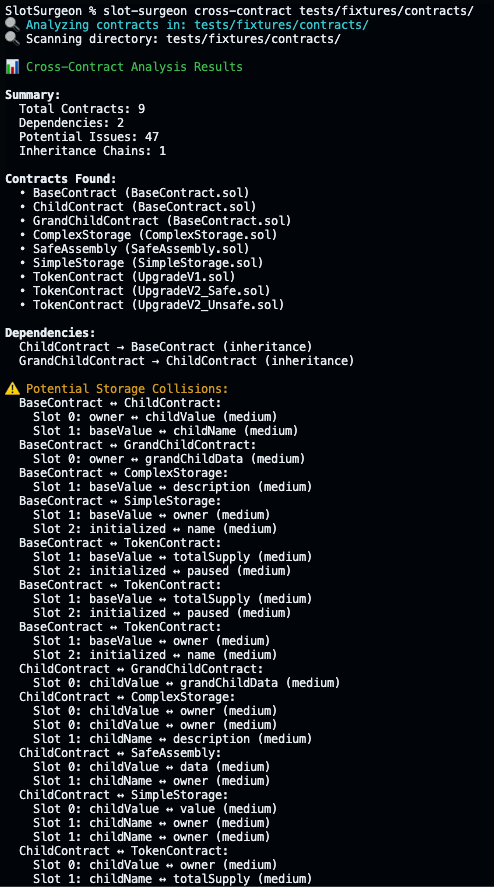 SlotSurgeon % slot-surgeon cross-contract tests/fixtures/contracts/
🔍 Analyzing contracts in: tests/fixtures/contracts/
🔍 Scanning directory: tests/fixtures/contracts/
📊 Cross-Contract Analysis Results
Summary:
Total Contracts: 9
Dependencies: 2
Potential Issues: 47
Inheritance Chains: 1
Contracts Found:
• BaseContract (BaseContract.sol)
• ChildContract (BaseContract.sol)
• GrandChildContract (BaseContract.sol)
• ComplexStorage (ComplexStorage.sol)
• SafeAssembly (SafeAssembly.sol)
• SimpleStorage (SimpleStorage.sol)
• TokenContract (UpgradeV1.sol)
• TokenContract (UpgradeV2_Safe.sol)
• TokenContract (UpgradeV2_Unsafe.sol)
Dependencies:
ChildContract → BaseContract (inheritance)
GrandChildContract → ChildContract (inheritance)
⚠️ Potential Storage Collisions:
BaseContract ↔ ChildContract:
Slot 0: owner ↔ childValue (medium)
Slot 1: baseValue ↔ childName (medium)
BaseContract ↔ GrandChildContract:
Slot 0: owner ↔ grandChildData (medium)
BaseContract ↔ ComplexStorage:
Slot 1: baseValue ↔ description (medium)
BaseContract ↔ SimpleStorage:
Slot 1: baseValue ↔ owner (medium)
Slot 2: initialized ↔ name (medium)
BaseContract ↔ TokenContract:
Slot 1: baseValue ↔ totalSupply (medium)
Slot 2: initialized ↔ paused (medium)
BaseContract ↔ TokenContract:
Slot 1: baseValue ↔ totalSupply (medium)
Slot 2: initialized ↔ paused (medium)
BaseContract ↔ TokenContract:
Slot 1: baseValue ↔ owner (medium)
Slot 2: initialized ↔ name (medium)
ChildContract ↔ GrandChildContract:
Slot 0: childValue ↔ grandChildData (medium)
ChildContract ↔ ComplexStorage:
Slot 0: childValue ↔ owner (medium)
Slot 0: childValue ↔ owner (medium)
Slot 1: childName ↔ description (medium)
ChildContract ↔ SafeAssembly:
Slot 0: childValue ↔ data (medium)
Slot 1: childName ↔ owner (medium)
ChildContract ↔ SimpleStorage:
Slot 0: childValue ↔ value (medium)
Slot 1: childName ↔ owner (medium)
Slot 1: childName ↔ owner (medium)
ChildContract ↔ TokenContract:
Slot 0: childValue ↔ owner (medium)
Slot 1: childName ↔ totalSupply (medium)